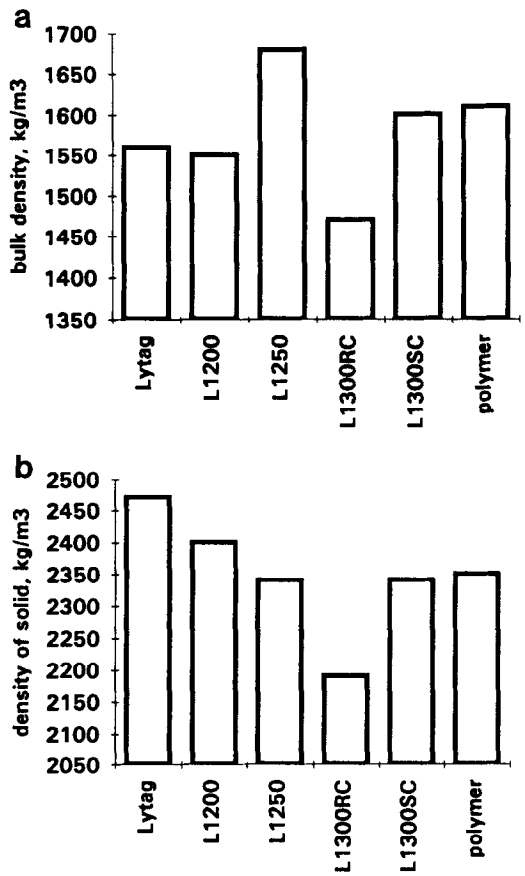 a
bulk density, kg/m3
1700
1650
1600
1550
1500
1450
1400
1350
Lytag
L1200
L1250
L1300RC
L1300SC
polymer
b
density of solid, kg/m3
2500
2450
2400
2350
2300
2250
2200
2150
2100
2050
Lytag
L1200
L1250
L1300RC
L1300SC
polymer